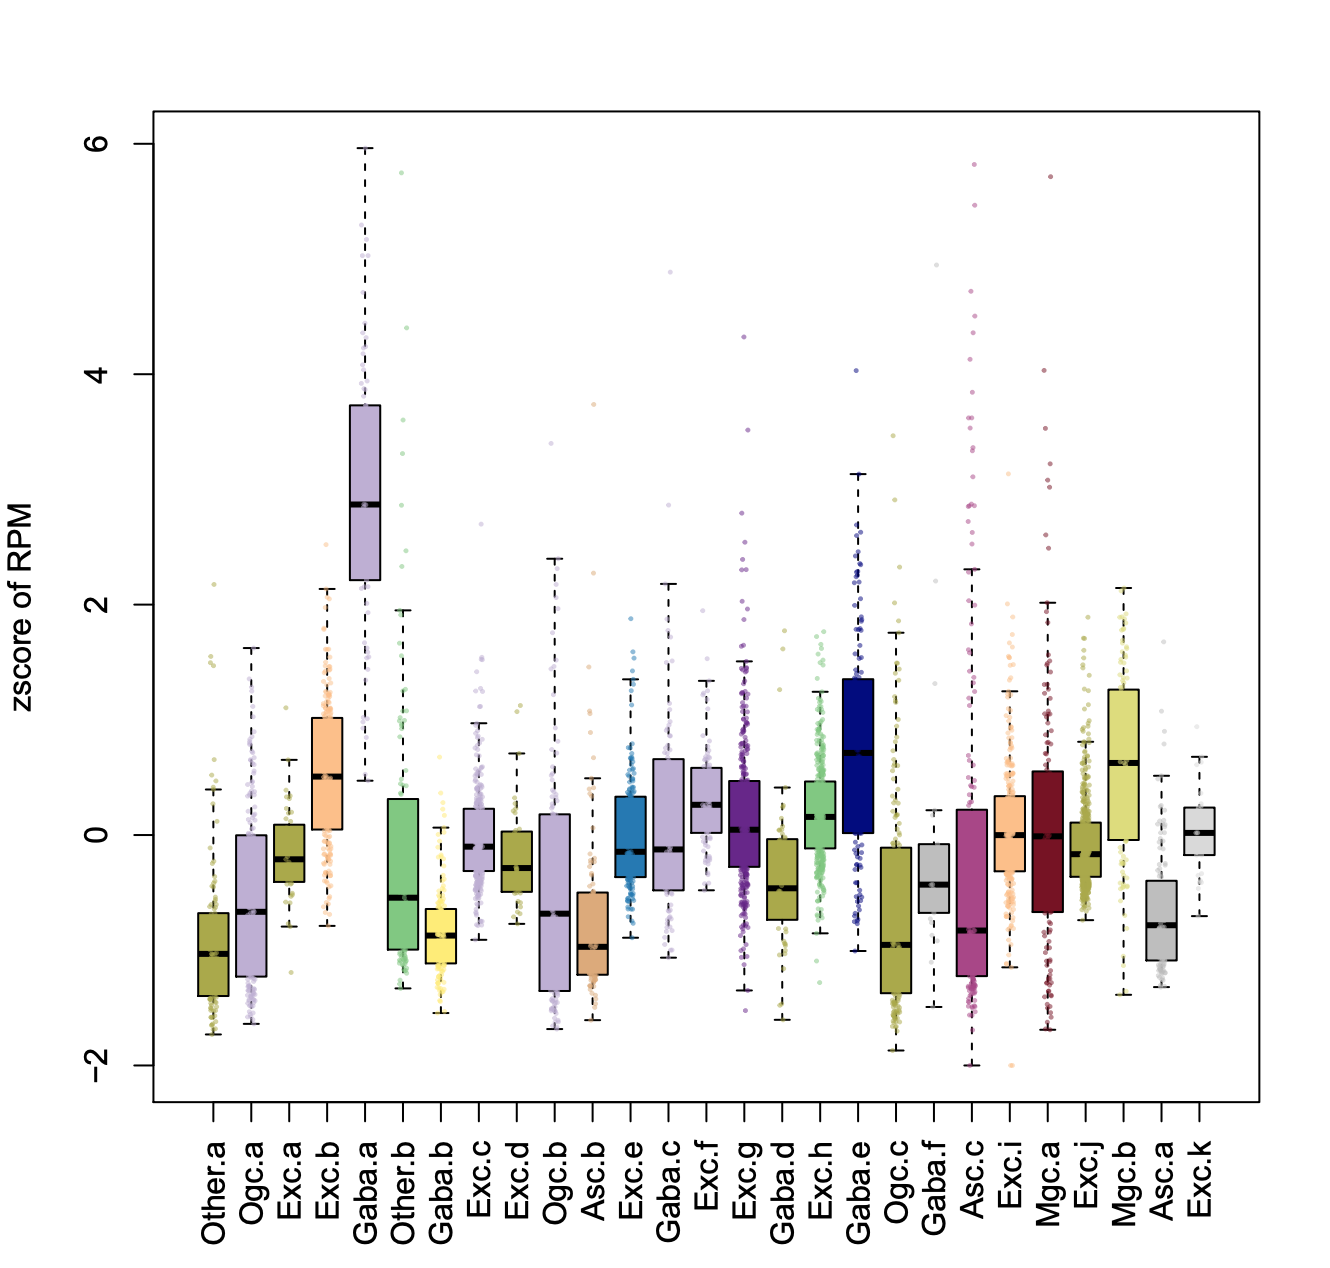 zscore of RPM
6
4
2
0
−2
Other.a
Ogc.a
Exc.a
Exc.b
Gaba.a
Other.b
Gaba.b
Exc.c
Exc.d
Ogc.b
Asc.b
Exc.e
Gaba.c
Exc.f
Exc.g
Gaba.d
Exc.h
Gaba.e
Ogc.c
Gaba.f
Asc.c
Exc.i
Mgc.a
Exc.j
Mgc.b
Asc.a
Exc.k